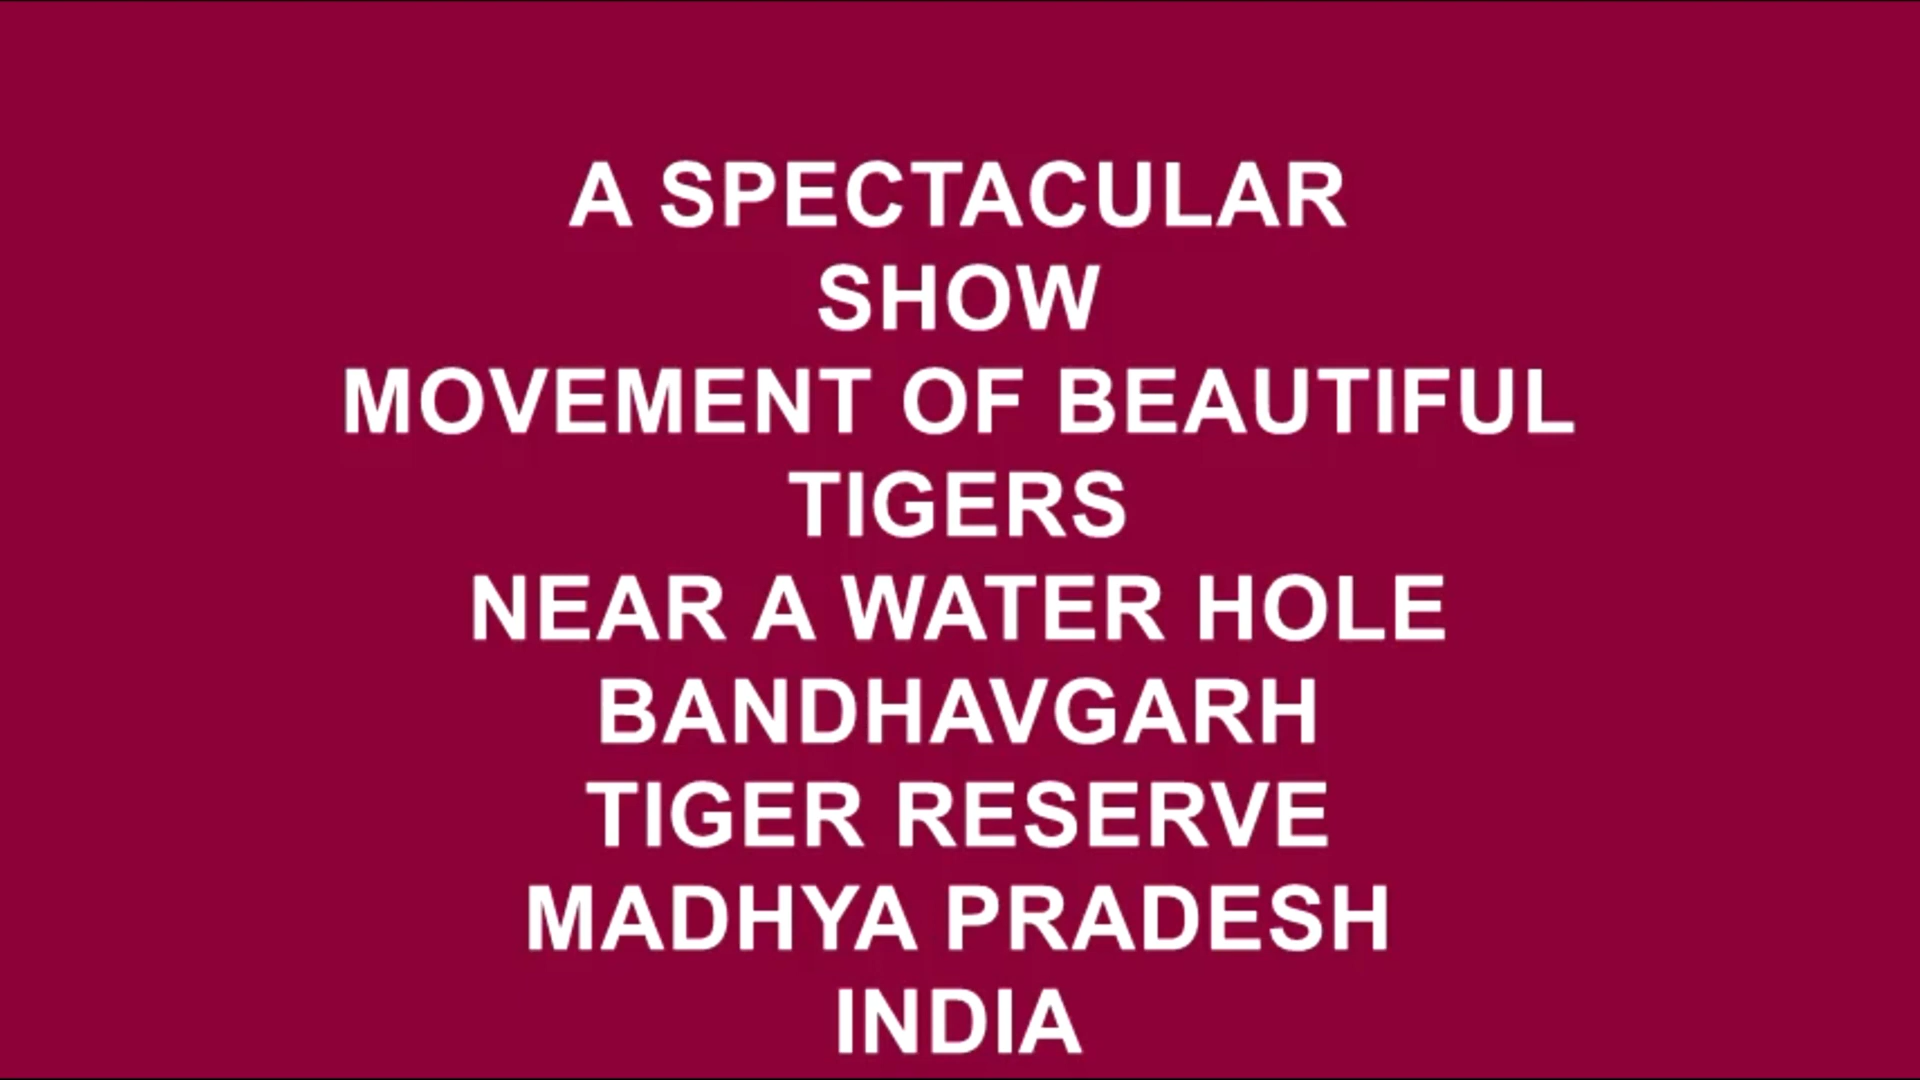 A SPECTACULAR
SHOW
MOVEMENT OF BEAUTIFUL
TIGERS
NEAR A WATER HOLE
BANDHAVGARH
TIGER RESERVE
MADHYA PRADESH
INDIA